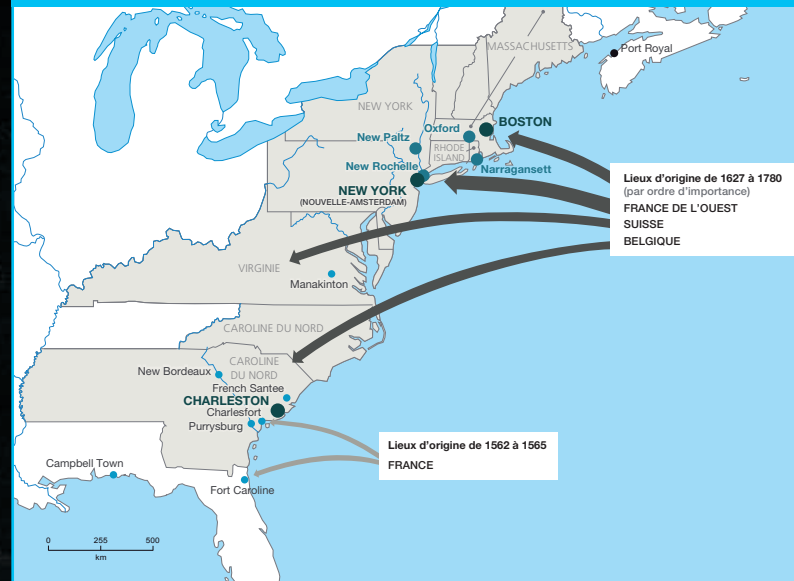 MASSACHUSETTS
Port Royal
NEW YORK
BOSTON
Oxford
New Paltz
RHODE
ISLAND
New Rochelle
Narragansett
NEW YORK
(NOUVELLE-AMSTERDAM)
Lieux d'origine de 1627 à 1780
(par ordre d'importance)
FRANCE DE L'OUEST
SUISSE
BELGIQUE
VIRGINIE
Manakinton
CAROLINE DU NORD
CAROLINE
DU NORD
New Bordeaux
French Santee
CHARLESTON
Charlesfort
Purrysburg
Lieux d'origine de 1562 à 1565
FRANCE
Campbell Town
Fort Caroline
0 255 500
km